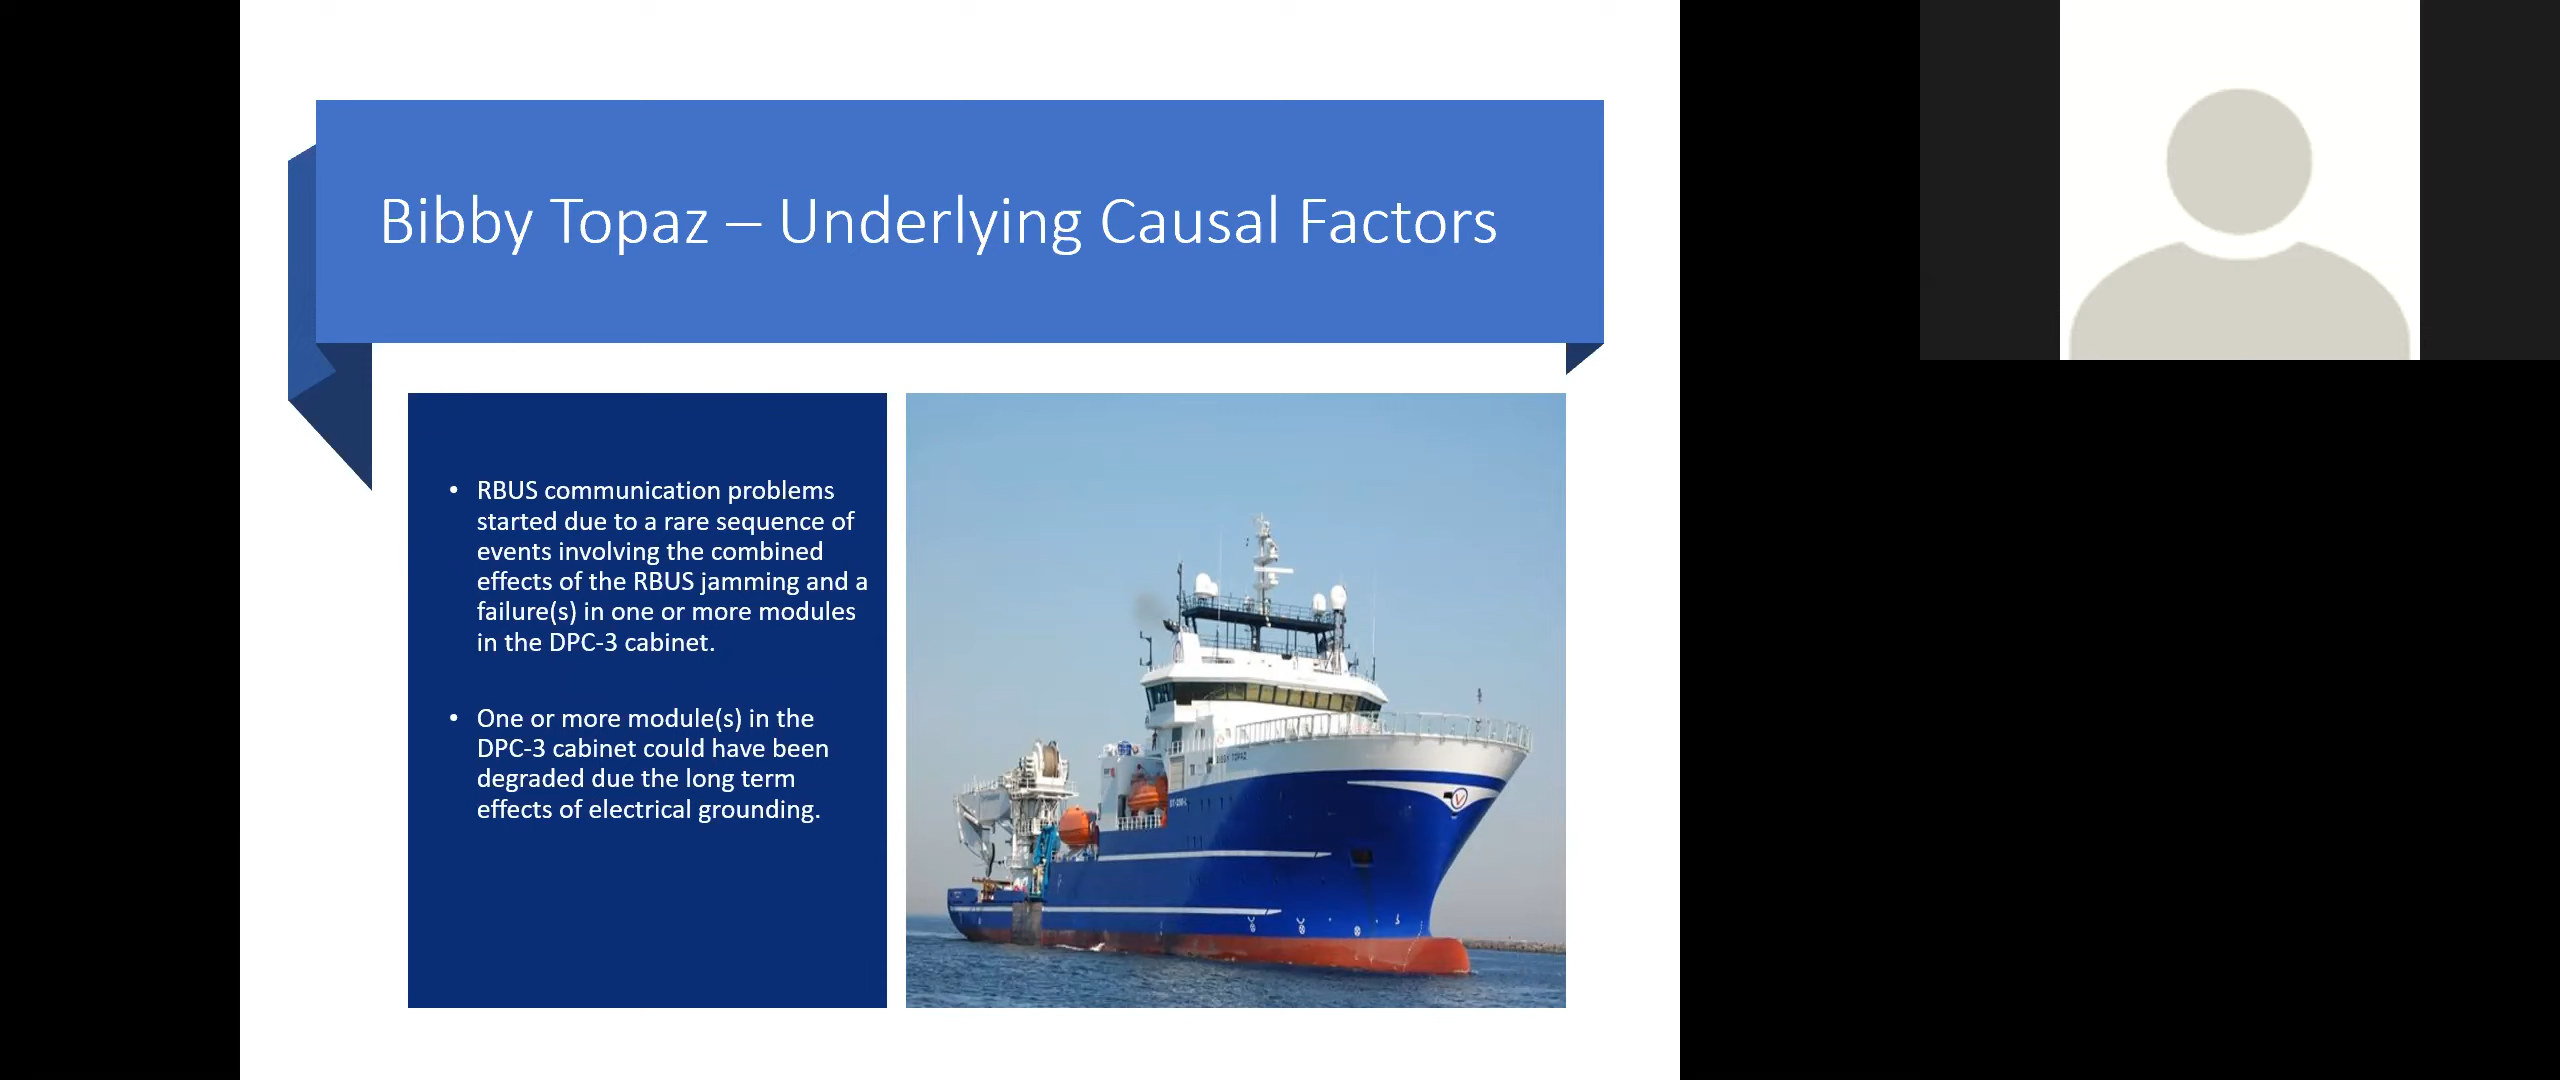 Bibby Topaz – Underlying Causal Factors
• RBUS communication problems
started due to a rare sequence of
events involving the combined
effects of the RBUS jamming and a
failure(s) in one or more modules
in the DPC-3 cabinet.
• One or more module(s) in the
DPC-3 cabinet could have been
degraded due the long term
effects of electrical grounding.
BIBBY TOPAZ